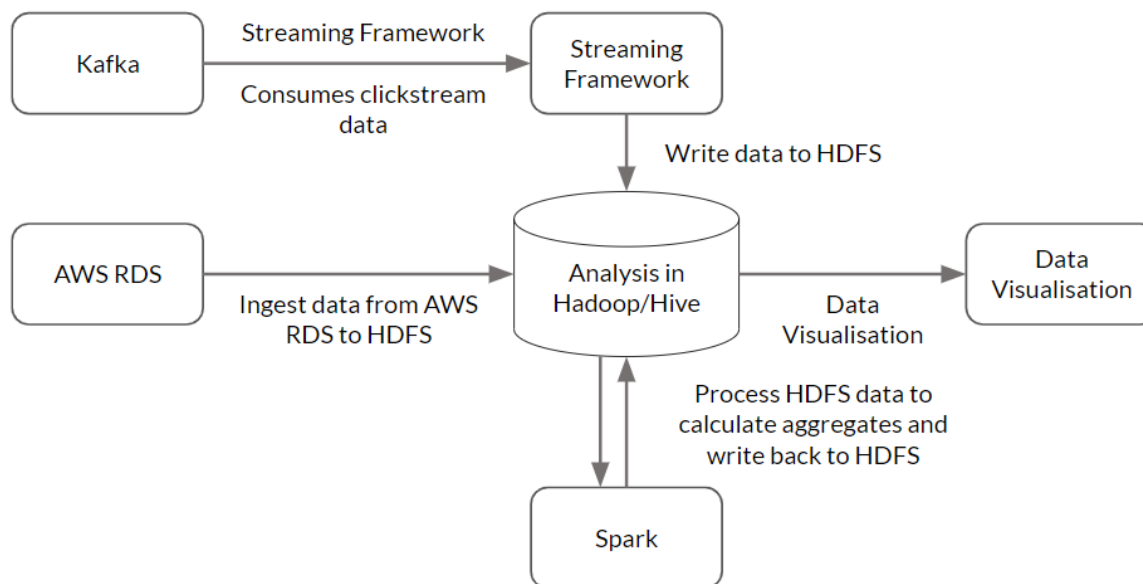 Kafka
Streaming Framework
Consumes clickstream
data
Streaming
Framework
Write data to HDFS
AWS RDS
Ingest data from AWS
RDS to HDFS
Analysis in
Hadoop/Hive
Data
Visualisation
Data
Visualisation
Process HDFS data to
calculate aggregates and
write back to HDFS
Spark